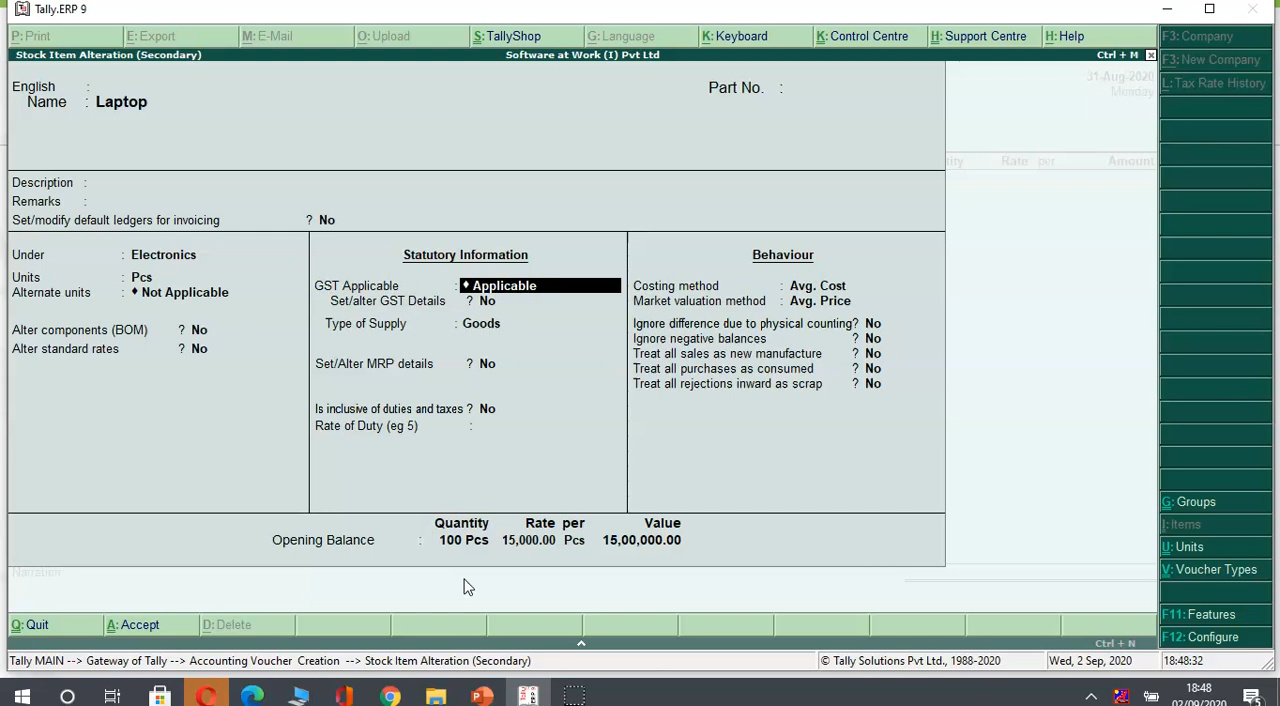 Tally.ERP 9
P: Print E: Export M: E-Mail O: Upload S: TallyShop G: Language K: Keyboard K: Control Centre H: Support Centre H: Help
F3: Company
Stock Item Alteration (Secondary) Software at Work (I) Pvt Ltd Ctrl + M
F3: New Company
31-Aug-2020
Monday
L: Tax Rate History
English :
Name : Laptop
Part No. :
Rate per Amount
Description :
Remarks :
Set/modify default ledgers for invoicing ? No
Under : Electronics
Units : Pcs
Alternate units : ♦ Not Applicable
Alter components (BOM) ? No
Alter standard rates ? No
Statutory Information
GST Applicable : ♦ Applicable
Set/alter GST Details ? No
Type of Supply : Goods
Set/Alter MRP details ? No
Is inclusive of duties and taxes ? No
Rate of Duty (eg 5) :
Behaviour
Costing method : Avg. Cost
Market valuation method : Avg. Price
Ignore difference due to physical counting? No
Ignore negative balances ? No
Treat all sales as new manufacture ? No
Treat all purchases as consumed ? No
Treat all rejections inward as scrap ? No
Quantity Rate per Value
Opening Balance : 100 Pcs 15,000.00 Pcs 15,00,000.00
Narration
G: Groups
I: Items
U: Units
V: Voucher Types
F11: Features
F12: Configure
Q: Quit A: Accept D: Delete
Ctrl + N
Tally MAIN --> Gateway of Tally --> Accounting Voucher Creation --> Stock Item Alteration (Secondary) © Tally Solutions Pvt Ltd., 1988-2020 Wed, 2 Sep, 2020 18:48:32
18:48
02/09/2020